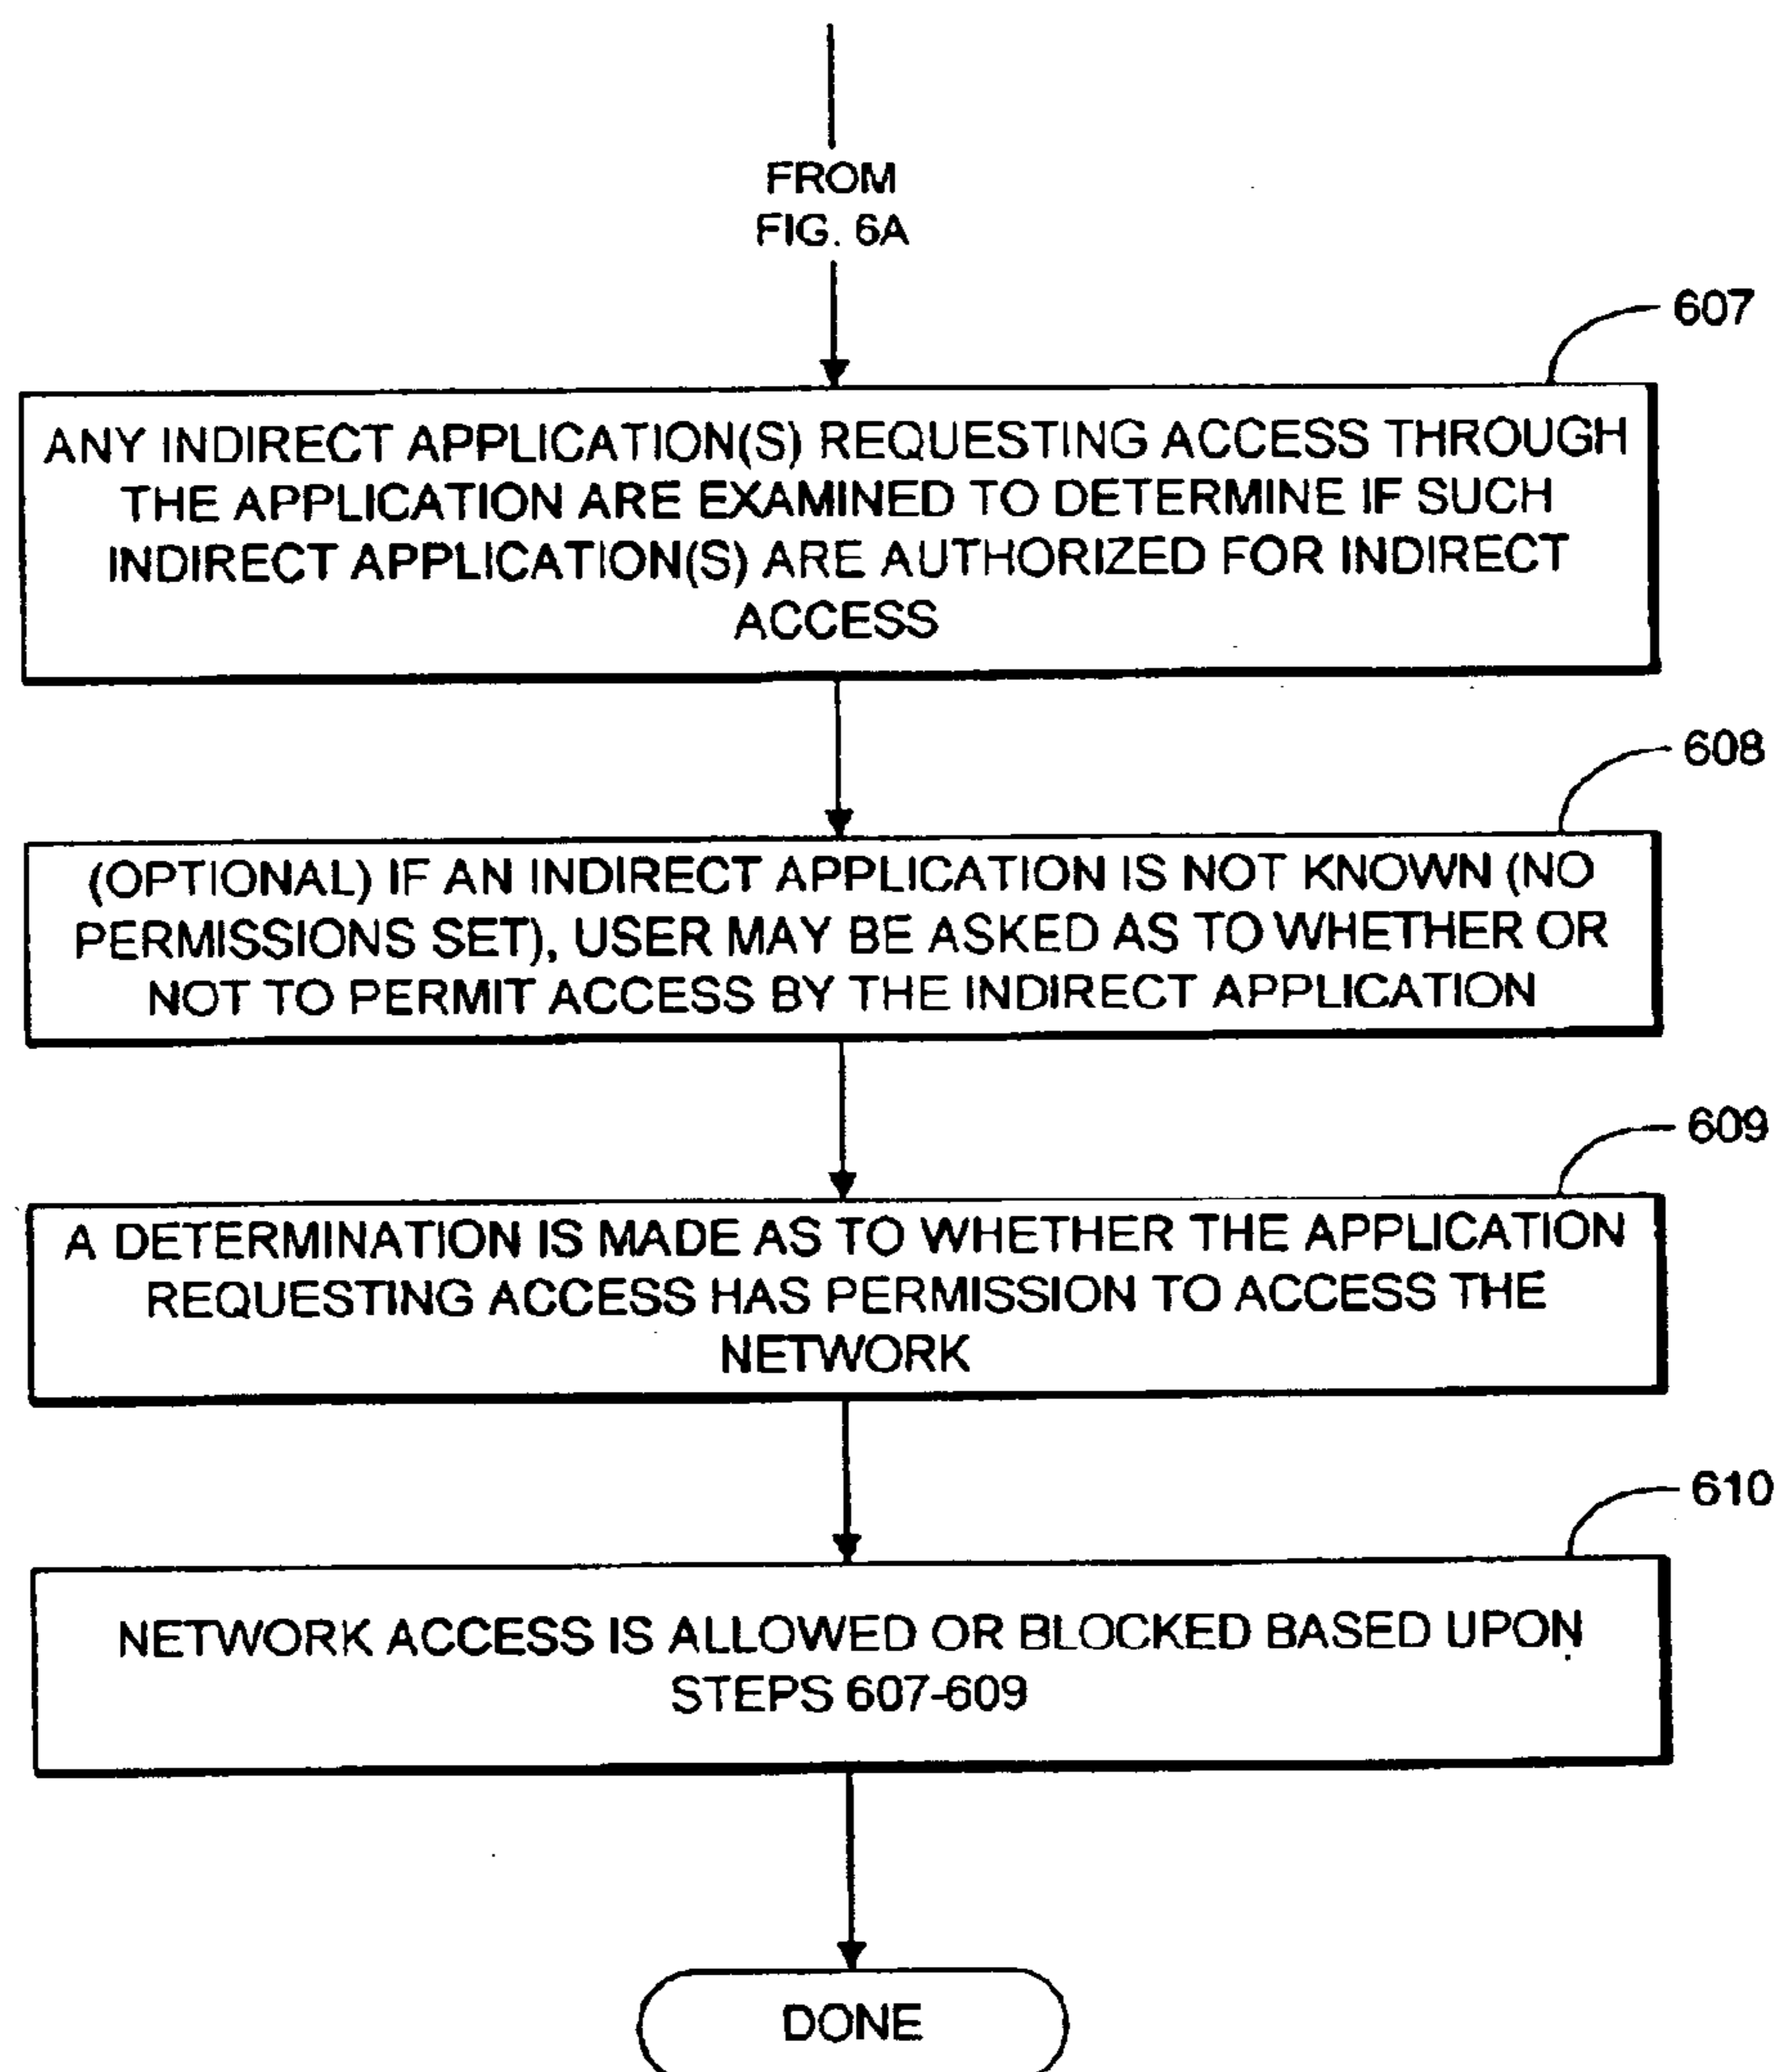 FROM
FIG. 6A
607
ANY INDIRECT APPLICATION(S) REQUESTING ACCESS THROUGH
THE APPLICATION ARE EXAMINED TO DETERMINE IF SUCH
INDIRECT APPLICATION(S) ARE AUTHORIZED FOR INDIRECT
ACCESS
608
(OPTIONAL) IF AN INDIRECT APPLICATION IS NOT KNOWN (NO
PERMISSIONS SET), USER MAY BE ASKED AS TO WHETHER OR
NOT TO PERMIT ACCESS BY THE INDIRECT APPLICATION
609
A DETERMINATION IS MADE AS TO WHETHER THE APPLICATION
REQUESTING ACCESS HAS PERMISSION TO ACCESS THE
NETWORK
610
NETWORK ACCESS IS ALLOWED OR BLOCKED BASED UPON
STEPS 607-609
DONE